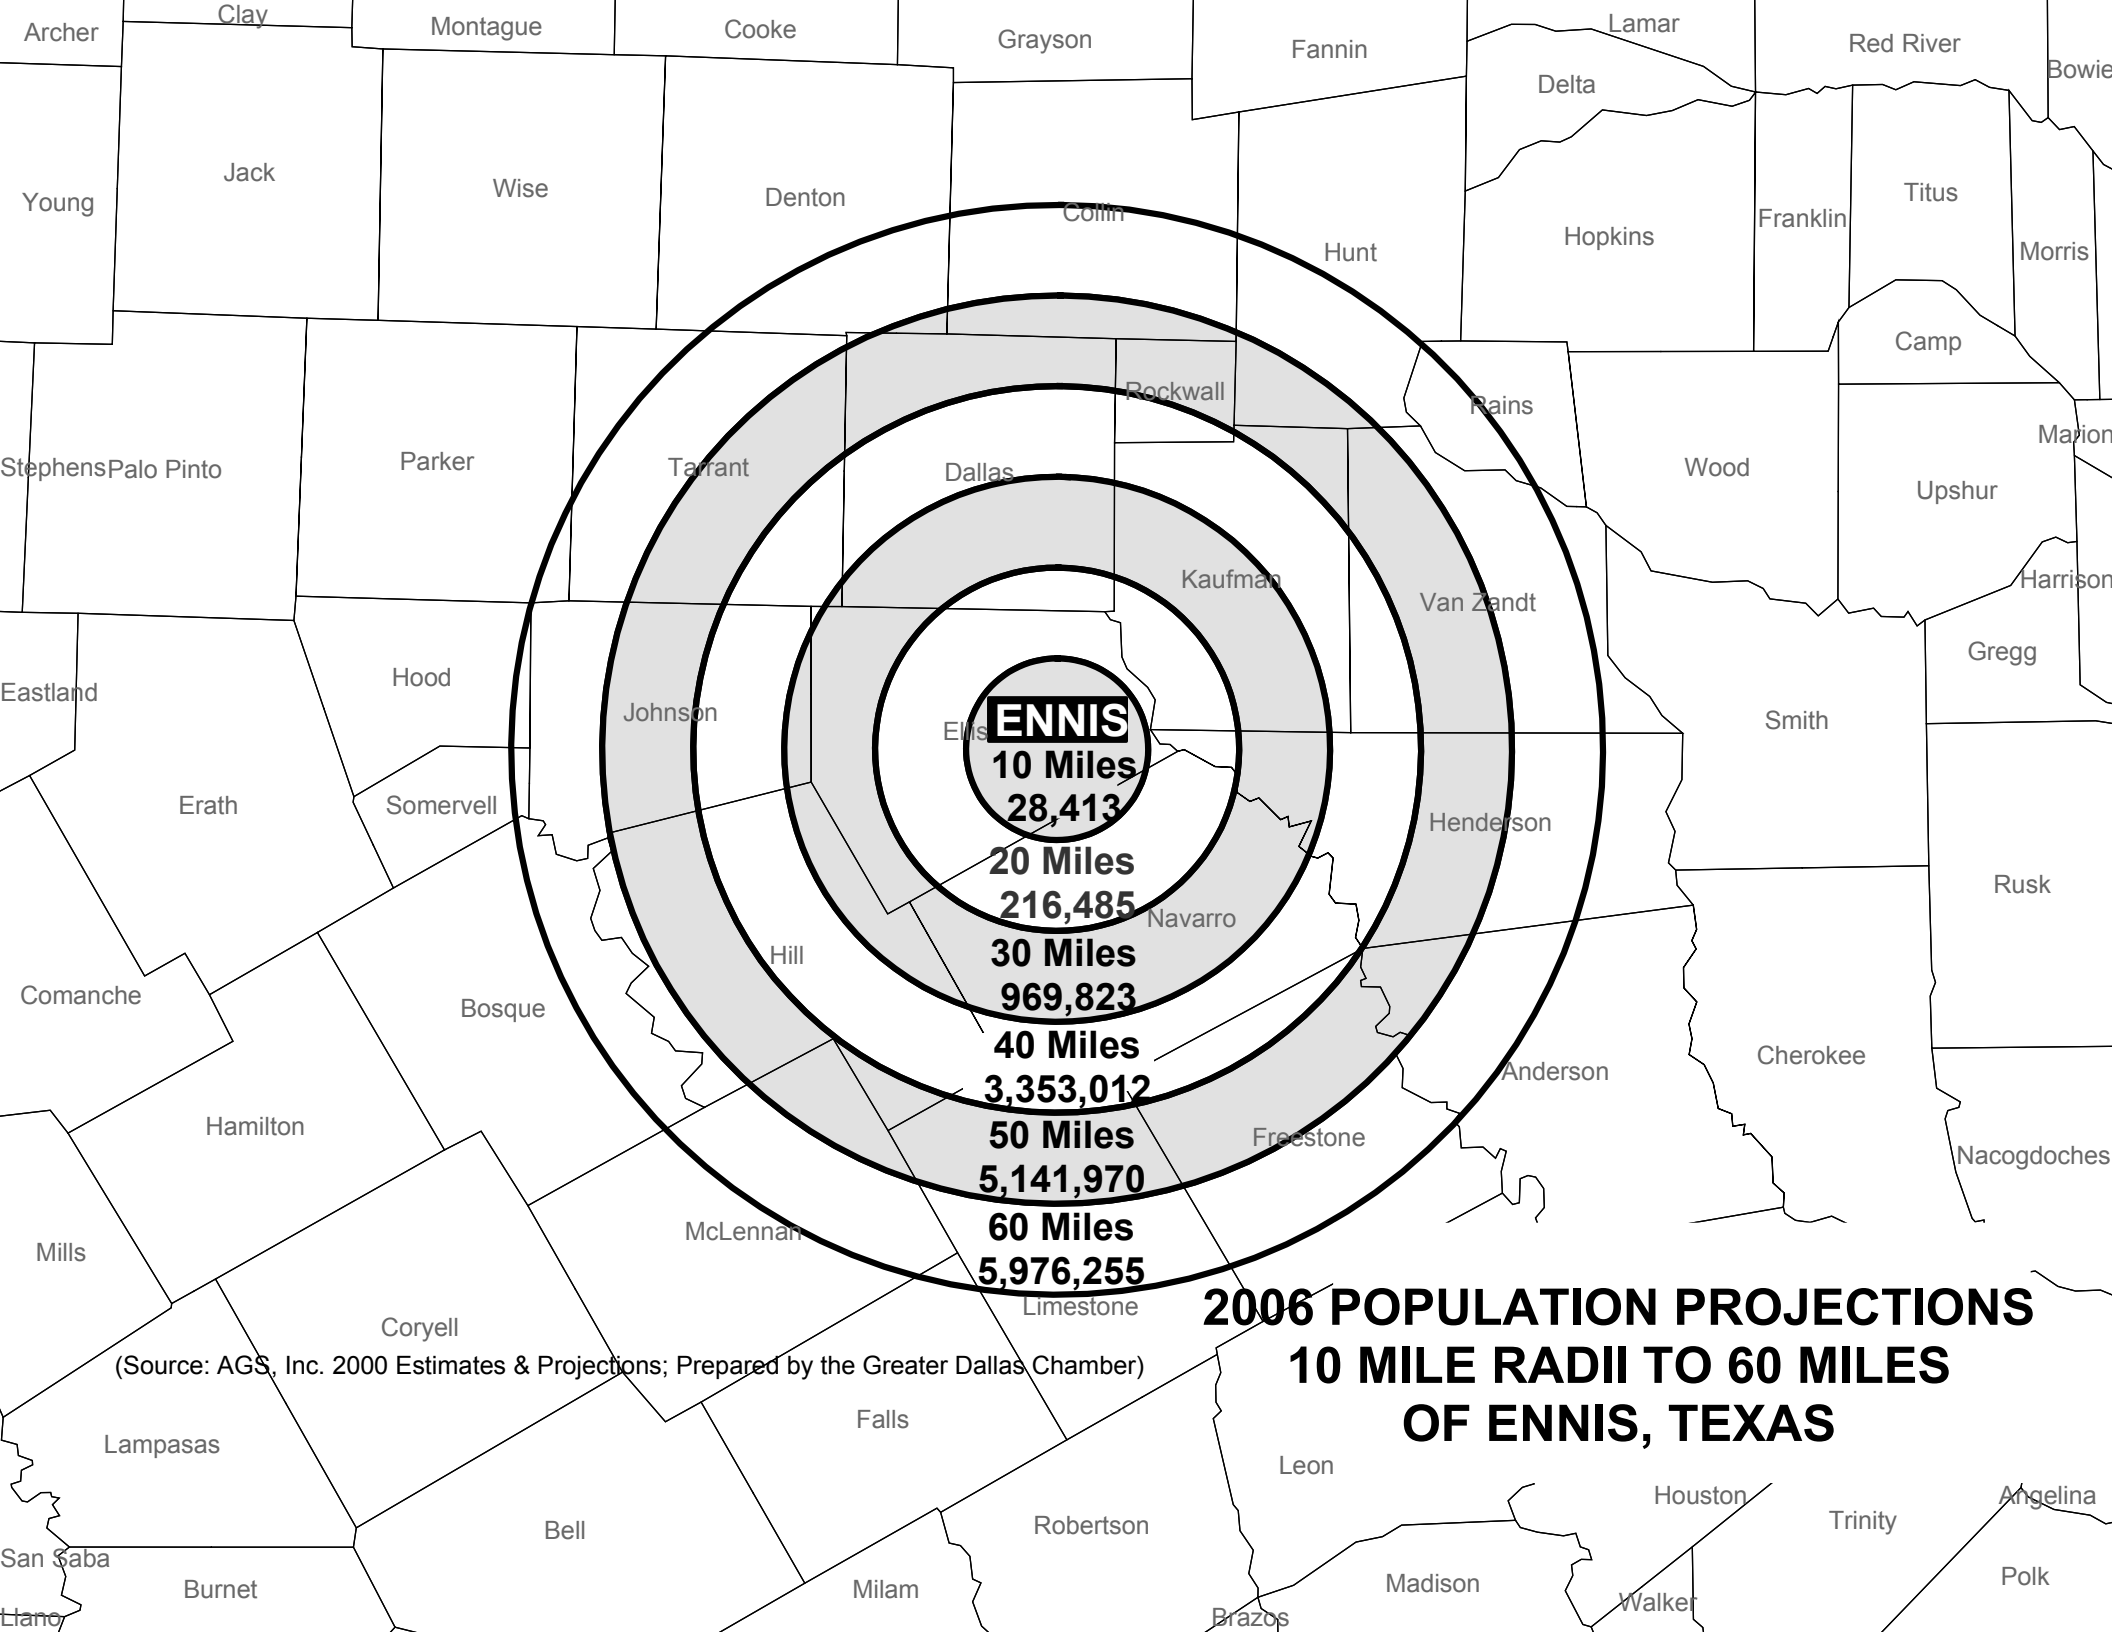 Archer
Clay
Montague
Cooke
Grayson
Fannin
Lamar
Red River
Bowie
Delta
Young
Jack
Wise
Denton
Collin
Hunt
Hopkins
Franklin
Titus
Morris
Camp
Stephens
Palo Pinto
Parker
Tarrant
Dallas
Rockwall
Rains
Wood
Upshur
Marion
Kaufman
Van Zandt
Harrison
Gregg
Eastland
Hood
Johnson
Ellis
Smith
Erath
Somervell
Henderson
Rusk
Navarro
Hill
Comanche
Bosque
Cherokee
Anderson
Hamilton
Freestone
Nacogdoches
Mills
McLennan
Limestone
Coryell
Falls
Lampasas
Leon
Houston
Trinity
Angelina
Bell
Robertson
San Saba
Burnet
Milam
Madison
Polk
Llano
Brazos
Walker
ENNIS
10 Miles
28,413
20 Miles
216,485
30 Miles
969,823
40 Miles
3,353,012
50 Miles
5,141,970
60 Miles
5,976,255
2006 POPULATION PROJECTIONS
10 MILE RADII TO 60 MILES
OF ENNIS, TEXAS
(Source: AGS, Inc. 2000 Estimates & Projections; Prepared by the Greater Dallas Chamber)